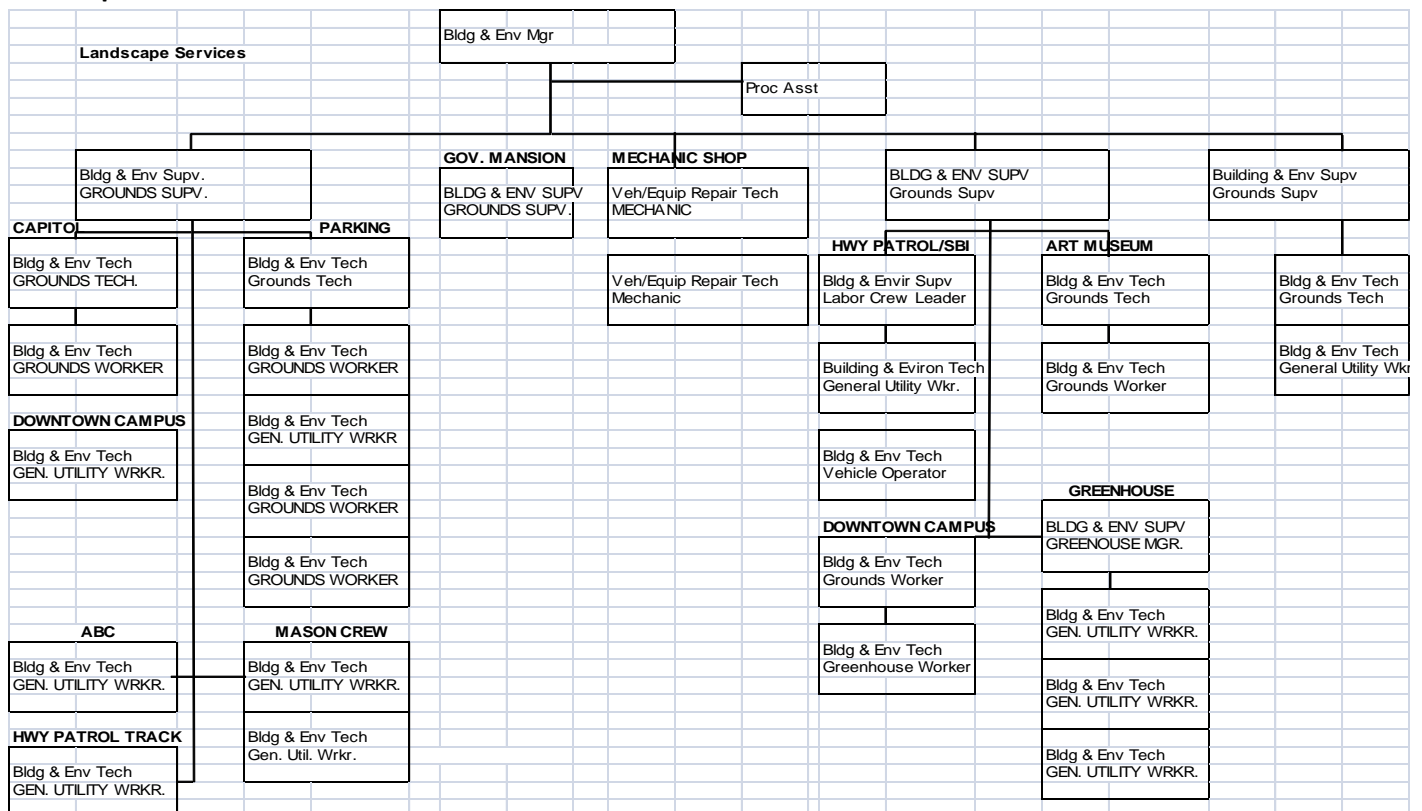 Bldg & Env Mgr
Landscape Services
Proc Asst
Bldg & Env Supv.
GROUNDS SUPV.
GOV. MANSION
BLDG & ENV SUPV
GROUNDS SUPV.
MECHANIC SHOP
Veh/Equip Repair Tech
MECHANIC
Veh/Equip Repair Tech
Mechanic
BLDG & ENV SUPV
Grounds Supv
Building & Env Supv
Grounds Supv
CAPITOL
Bldg & Env Tech
GROUNDS TECH.
Bldg & Env Tech
GROUNDS WORKER
DOWNTOWN CAMPUS
Bldg & Env Tech
GEN. UTILITY WRKR.
PARKING
Bldg & Env Tech
Grounds Tech
Bldg & Env Tech
GROUNDS WORKER
Bldg & Env Tech
GEN. UTILITY WRKR
Bldg & Env Tech
GROUNDS WORKER
Bldg & Env Tech
GROUNDS WORKER
ABC
Bldg & Env Tech
GEN. UTILITY WRKR.
MASON CREW
Bldg & Env Tech
GEN. UTILITY WRKR.
Bldg & Env Tech
Gen. Util. Wrkr.
HWY PATROL TRACK
Bldg & Env Tech
GEN. UTILITY WRKR.
HWY PATROL/SBI
Bldg & Envir Supv
Labor Crew Leader
Building & Eviron Tech
General Utility Wkr.
Bldg & Env Tech
Vehicle Operator
ART MUSEUM
Bldg & Env Tech
Grounds Tech
Bldg & Env Tech
Grounds Worker
DOWNTOWN CAMPUS
Bldg & Env Tech
Grounds Worker
Bldg & Env Tech
Greenhouse Worker
GREENHOUSE
BLDG & ENV SUPV
GREENOUSE MGR.
Bldg & Env Tech
GEN. UTILITY WRKR.
Bldg & Env Tech
GEN. UTILITY WRKR.
Bldg & Env Tech
GEN. UTILITY WRKR.
Bldg & Env Tech
Grounds Tech
Bldg & Env Tech
General Utility Wkr